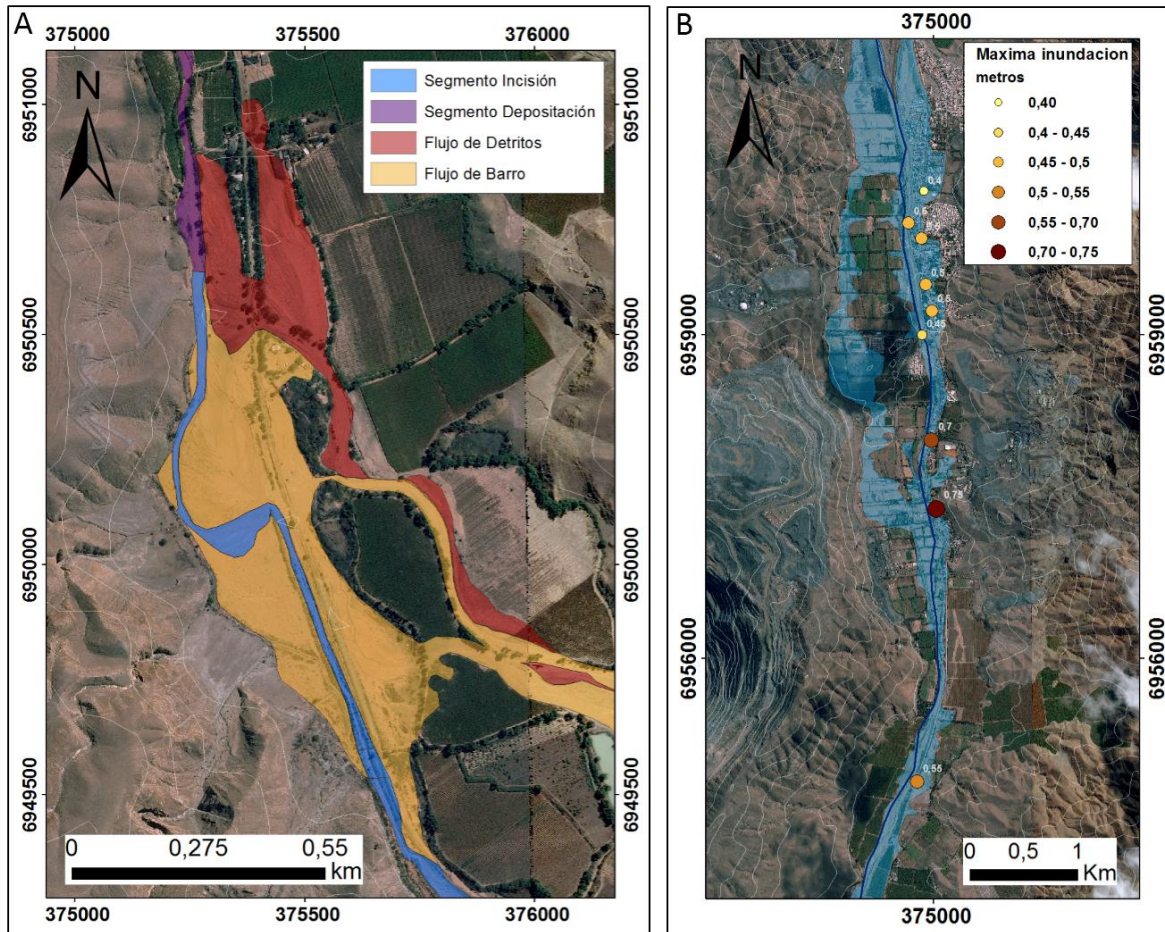 A
375000 375500 376000
N
Segmento Incisión
Segmento Depositación
Flujo de Detritos
Flujo de Barro
6951000
6950500
6950000
6949500
6951000
6950500
6950000
6949500
0 0,275 0,55
km
375000 375500 376000
B
375000
N
Maxima inundacion
metros
0,40
0,4 - 0,45
0,45 - 0,5
0,5 - 0,55
0,55 - 0,70
0,70 - 0,75
0,4
0,5
0,5
0,45
0,7
0,75
0,55
6959000
6956000
6959000
6956000
0 0,5 1
Km
375000